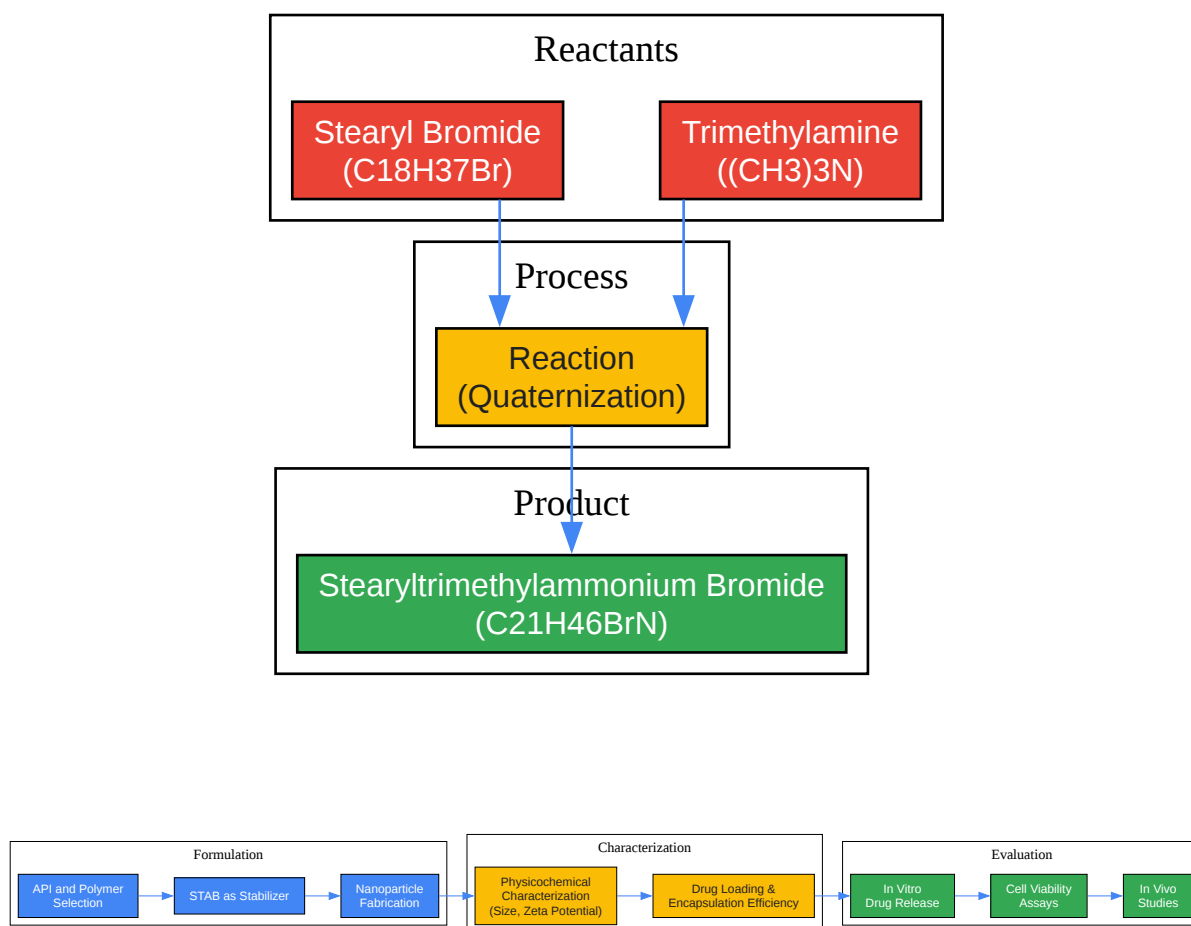 Reactants
Stearyl Bromide
(C18H37Br)
Trimethylamine
((CH3)3N)
Process
Reaction
(Quaternization)
Product
Stearyltrimethylammonium Bromide
(C21H46BrN)
Formulation
API and Polymer
Selection
STAB as Stabilizer
Nanoparticle
Fabrication
Characterization
Physicochemical
Characterization
(Size, Zeta Potential)
Drug Loading &
Encapsulation Efficiency
Evaluation
In Vitro
Drug Release
Cell Viability
Assays
In Vivo
Studies